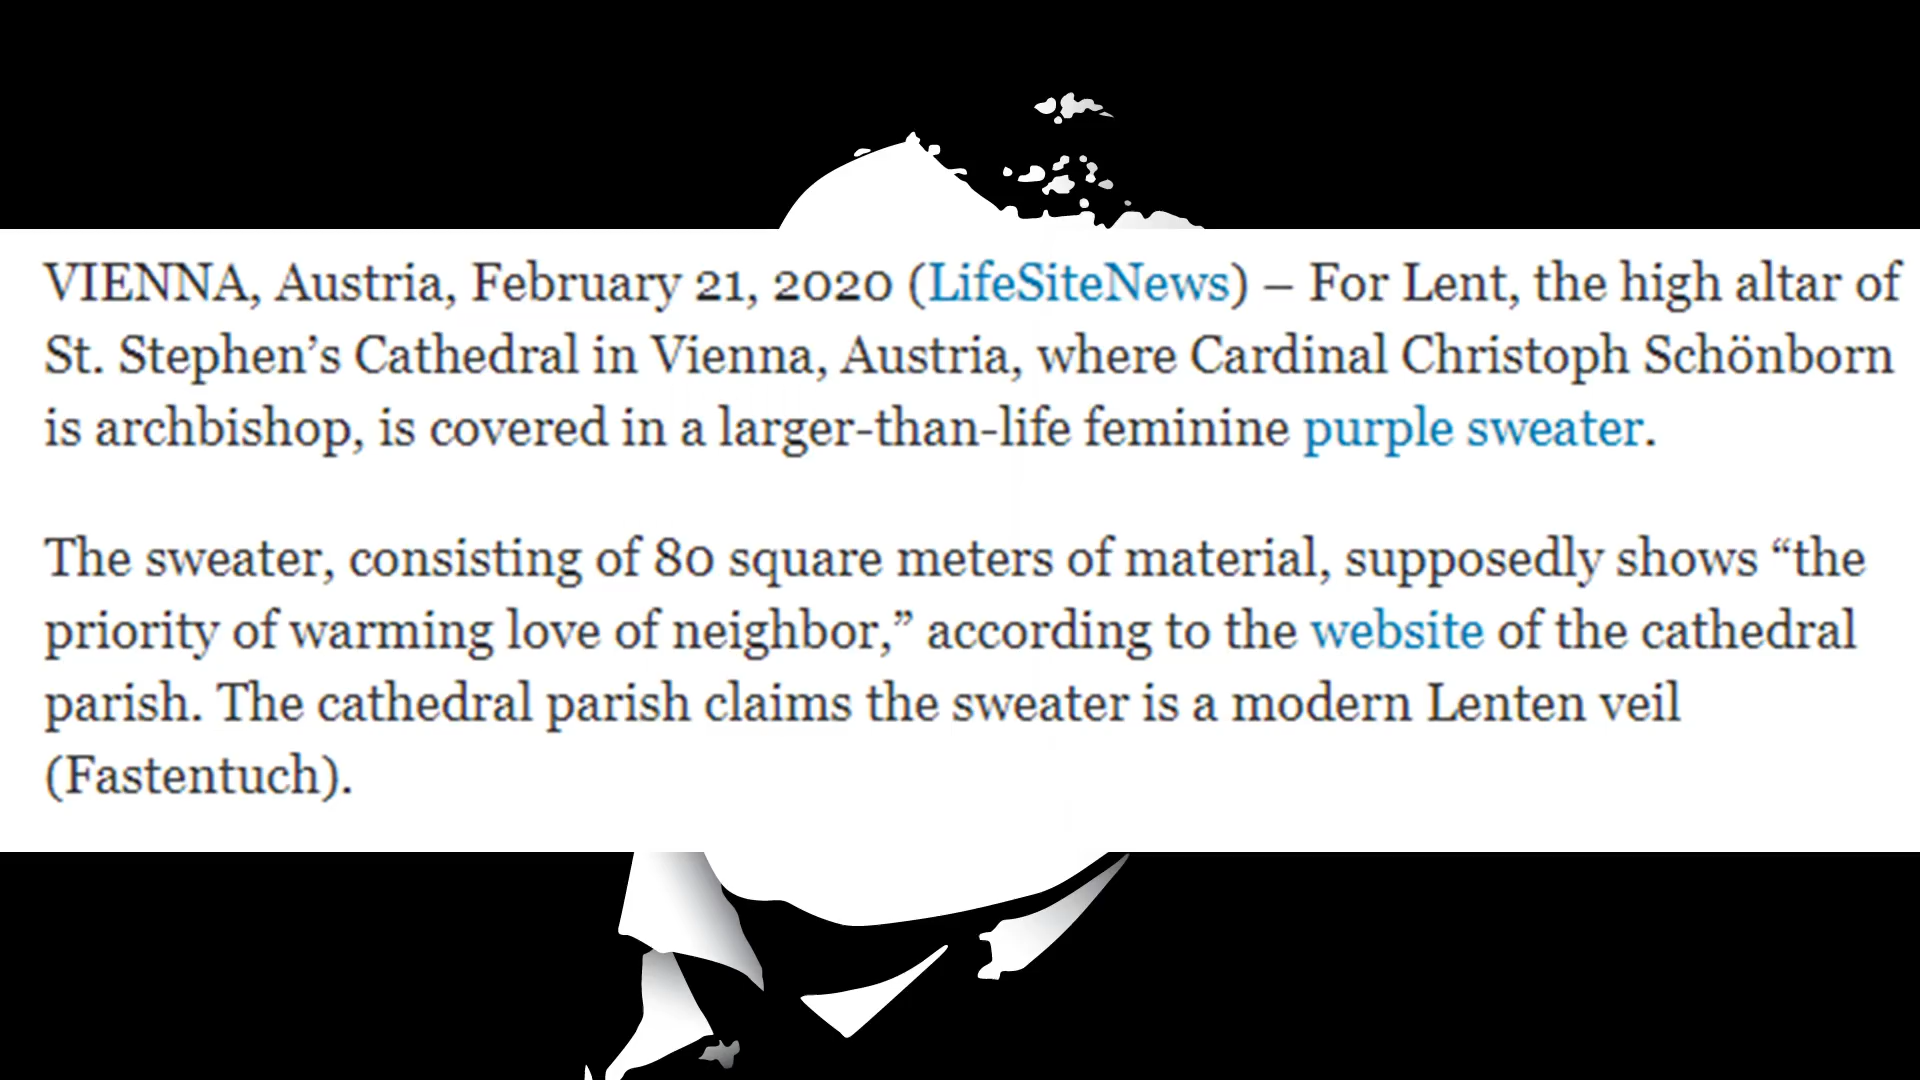 VIENNA, Austria, February 21, 2020 (LifeSiteNews) – For Lent, the high altar of
St. Stephen’s Cathedral in Vienna, Austria, where Cardinal Christoph Schönborn
is archbishop, is covered in a larger-than-life feminine purple sweater.
The sweater, consisting of 80 square meters of material, supposedly shows “the
priority of warming love of neighbor,” according to the website of the cathedral
parish. The cathedral parish claims the sweater is a modern Lenten veil
(Fastentuch).